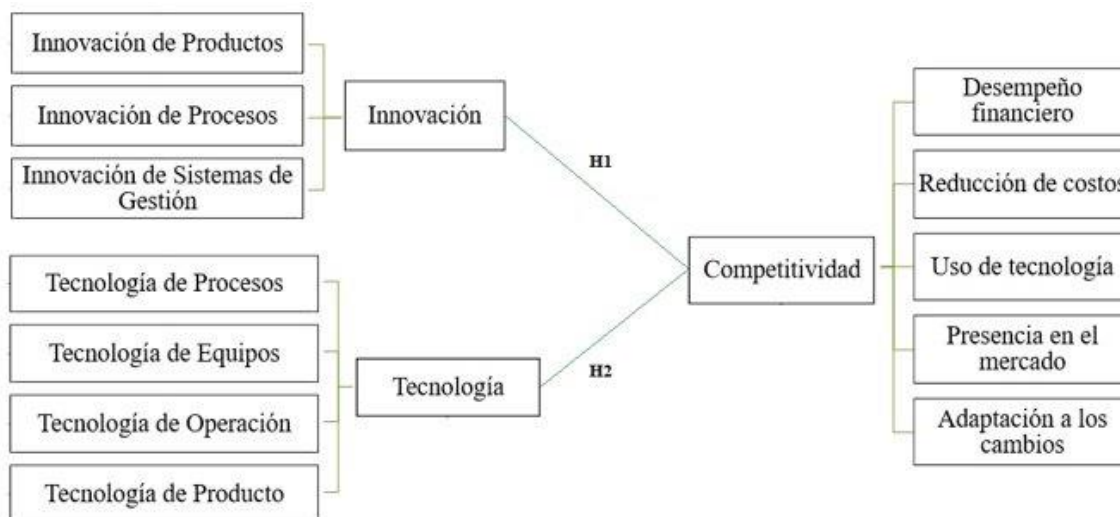 Innovación de Productos
Innovación de Procesos
Innovación de Sistemas de
Gestión
Innovación
H1
Tecnología de Procesos
Tecnología de Equipos
Tecnología de Operación
Tecnología de Producto
Tecnología
H2
Competitividad
Desempeño
financiero
Reducción de costos
Uso de tecnología
Presencia en el
mercado
Adaptación a los
cambios